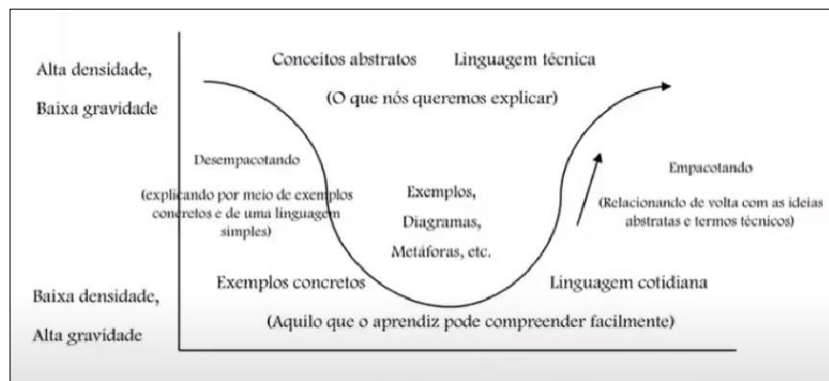 Conceitos abstratos Linguagem técnica
Alta densidade,
(O que nós queremos explicar)
Baixa gravidade
Desempacotando
(explicando por meio de exemplos
concretos e de uma linguagem
simples)
Exemplos,
Diagramas,
Metáforas, etc.
Empacotando
(Relacionando de volta com as ideias
abstratas e termos técnicos)
Exemplos concretos Linguagem cotidiana
Baixa densidade,
(Aquilo que o aprendiz pode compreender facilmente)
Alta gravidade